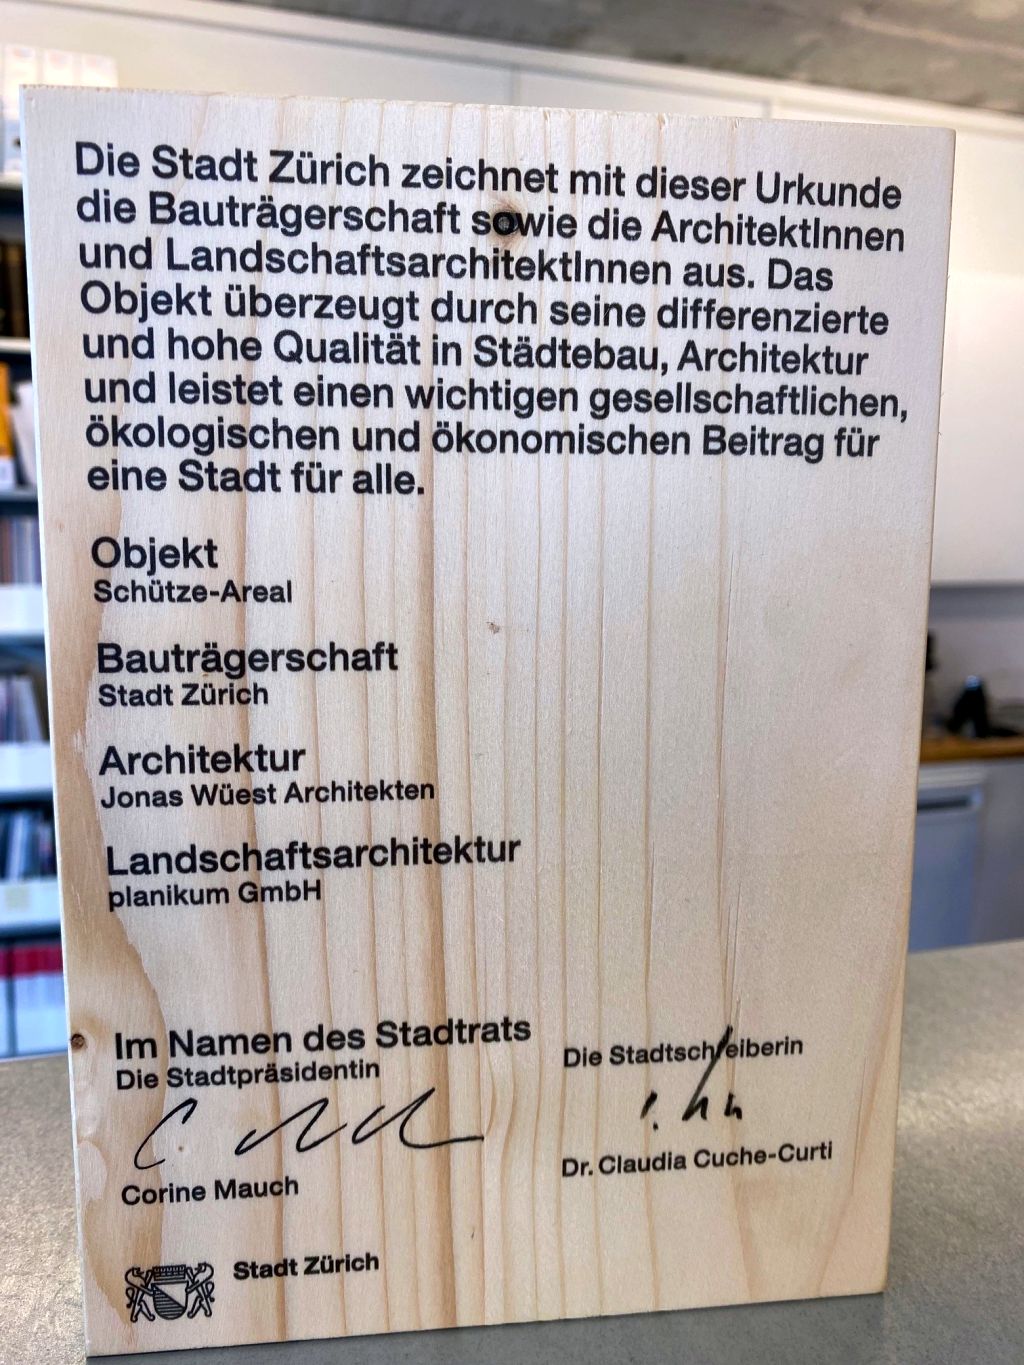 Die Stadt Zürich zeichnet mit dieser Urkunde
die Bauträgerschaft sowie die ArchitektInnen
und LandschaftsarchitektInnen aus. Das
Objekt überzeugt durch seine differenzierte
und hohe Qualität in Städtebau, Architektur
und leistet einen wichtigen gesellschaftlichen,
ökologischen und ökonomischen Beitrag für
eine Stadt für alle.
Objekt
Schütze-Areal
Bauträgerschaft
Stadt Zürich
Architektur
Jonas Wüest Architekten
Landschaftsarchitektur
planikum GmbH
Im Namen des Stadtrats
Die Stadtpräsidentin
Corine Mauch
Die Stadtschreiberin
Dr. Claudia Cuche-Curti
Stadt Zürich